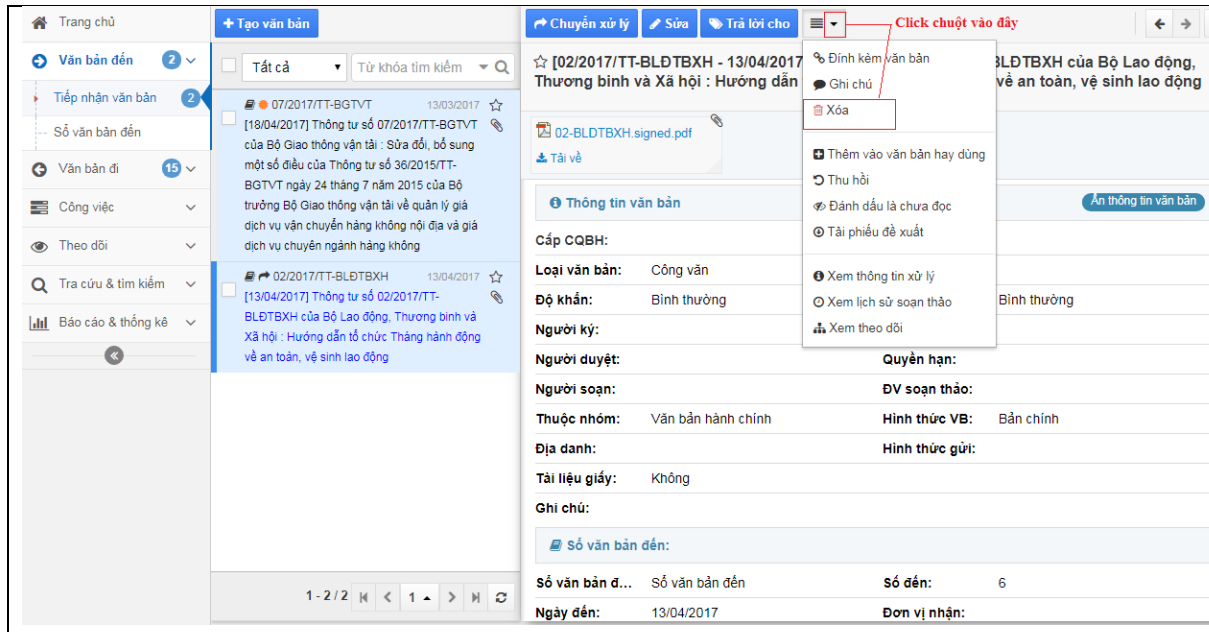 Trang chủ
Văn bản đến 2
Tiếp nhận văn bản 2
Sổ văn bản đến
Văn bản đi 15
Công việc
Theo dõi
Tra cứu & tìm kiếm
Báo cáo & thống kê
+ Tạo văn bản
Tất cả Từ khóa tìm kiếm
07/2017/TT-BGTVT 13/03/2017
[18/04/2017] Thông tư số 07/2017/TT-BGTVT
của Bộ Giao thông vận tải : Sửa đổi, bổ sung
một số điều của Thông tư số 36/2015/TT-
BGTVT ngày 24 tháng 7 năm 2015 của Bộ
trưởng Bộ Giao thông vận tải về quản lý giá
dịch vụ vận chuyển hàng không nội địa và giá
dịch vụ chuyên ngành hàng không
02/2017/TT-BLĐTBXH 13/04/2017
[13/04/2017] Thông tư số 02/2017/TT-
BLĐTBXH của Bộ Lao động, Thương binh và
Xã hội : Hướng dẫn tổ chức Tháng hành động
về an toàn, vệ sinh lao động
1 - 2 / 2 1
Chuyển xử lý Sửa Trả lời cho Click chuột vào đây
[02/2017/TT-BLĐTBXH - 13/04/2017 BLĐTBXH của Bộ Lao động,
Thương binh và Xã hội : Hướng dẫn về an toàn, vệ sinh lao động
02-BLDTBXH.signed.pdf
Tải về
Đính kèm văn bản
Ghi chú
Xóa
Thêm vào văn bản hay dùng
Thu hồi
Đánh dấu là chưa đọc
Tải phiếu đề xuất
Xem thông tin xử lý
Xem lịch sử soạn thảo
Xem theo dõi
Thông tin văn bản Ẩn thông tin văn bản
Cấp CQBH:
Loại văn bản: Công văn
Độ khẩn: Bình thường Bình thường
Người ký:
Người duyệt: Quyền hạn:
Người soạn: ĐV soạn thảo:
Thuộc nhóm: Văn bản hành chính Hình thức VB: Bản chính
Địa danh: Hình thức gửi:
Tài liệu giấy: Không
Ghi chú:
Sổ văn bản đến:
Sổ văn bản đ... Sổ văn bản đến Số đến: 6
Ngày đến: 13/04/2017 Đơn vị nhận: